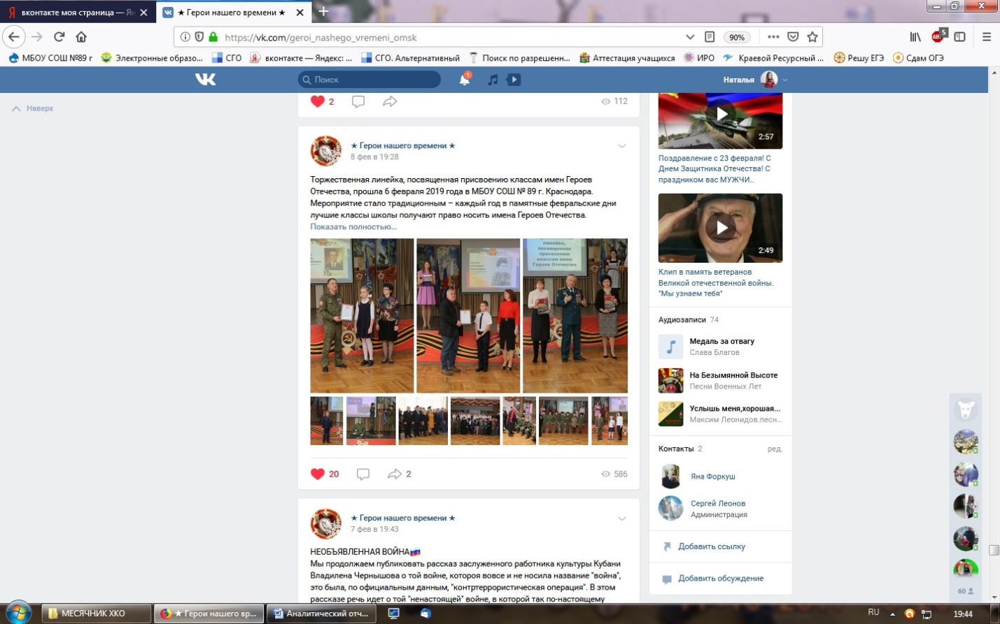 вконтакте моя страница — Ян
★ Герои нашего времени ★
https://vk.com/geroi_nashego_vremeni_omsk
90%
5
МБОУ СОШ №89 г
Электронные образо...
СГО
вконтакте — Яндекс: ...
СГО. Альтернативный
Поиск по разрешенн...
Аттестация учащихся
ИРО
Краевой Ресурсный ...
Решу ЕГЭ
Сдам ОГЭ
Поиск
1
Наталья
Наверх
2
112
★ Герои нашего времени ★
8 фев в 19:28
Торжественная линейка, посвященная присвоению классам имен Героев
Отечества, прошла 6 февраля 2019 года в МБОУ СОШ № 89 г. Краснодара.
Мероприятие стало традиционным – каждый год в памятные февральские дни
лучшие классы школы получают право носить имена Героев Отечества.
Показать полностью...
линейка,
посвященная
присвоению
классам имен
Героев Отечества
20
2
586
★ Герои нашего времени ★
7 фев в 19:43
НЕОБЪЯВЛЕННАЯ ВОЙНА
Мы продолжаем публиковать рассказ заслуженного работника культуры Кубани
Владилена Чернышова о той войне, котороя вовсе и не носила название "война",
это была, по официальным данным, "контртеррористическая операция". В этом
рассказе речь идет о той "ненастоящей" войне, в которой так по-настоящему
2:57
Поздравление с 23 февраля! С
Днем Защитника Отечества! С
праздником вас МУЖЧИ..
2:49
Клип в память ветеранов
Великой отечественной войны.
"Мы узнаем тебя"
Аудиозаписи 74
Медаль за отвагу
Слава Благов
На Безымянной Высоте
Песни Военных Лет
Услышь меня,хорошая...
Максим Леонидов.песн...
Контакты 2
ред.
Яна Форкуш
Сергей Леонов
Администрация
Добавить ссылку
Добавить обсуждение
60
МЕСЯЧНИК ХКО
★ Герои нашего вр...
Аналитический отч...
RU
19:44